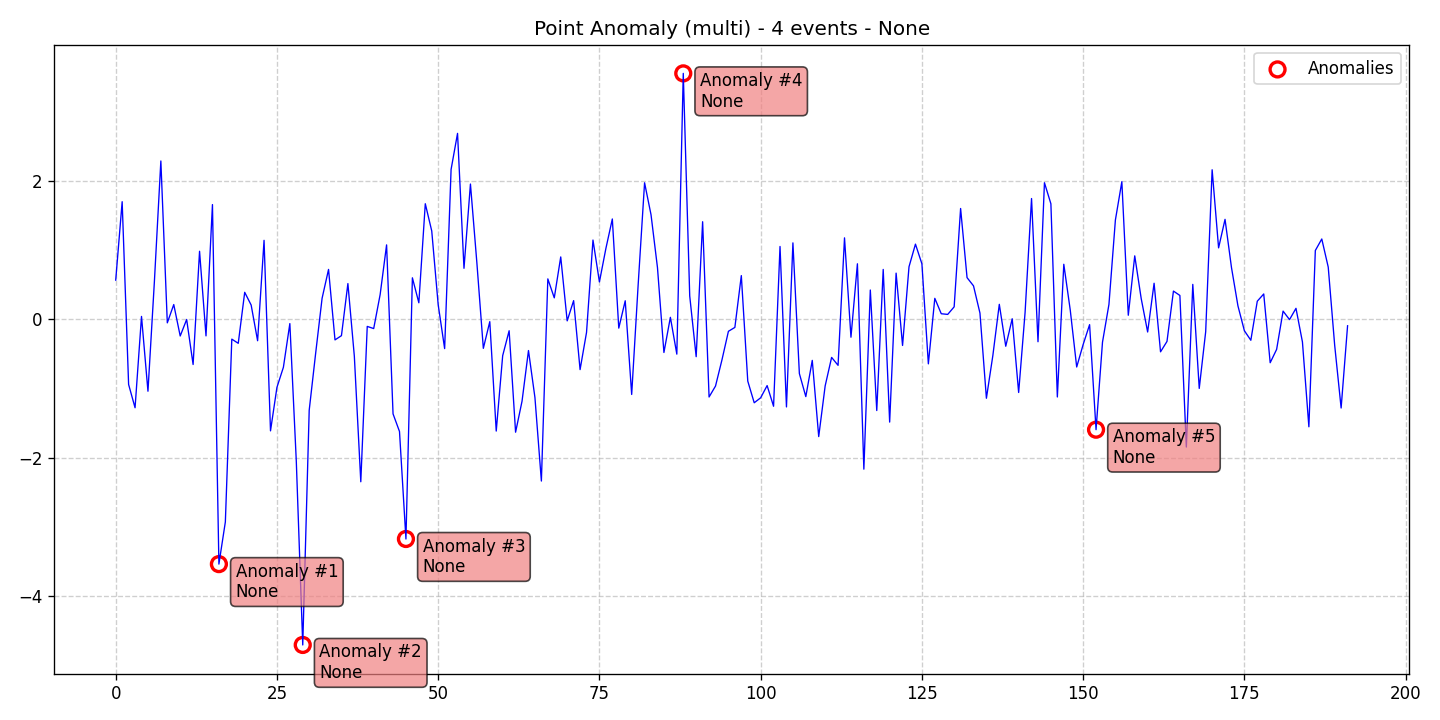 Point Anomaly (multi) - 4 events - None
Anomalies
Anomaly #4
None
2
0
−2
−4
Anomaly #5
None
Anomaly #3
None
Anomaly #1
None
Anomaly #2
None
0
25
50
75
100
125
150
175
200